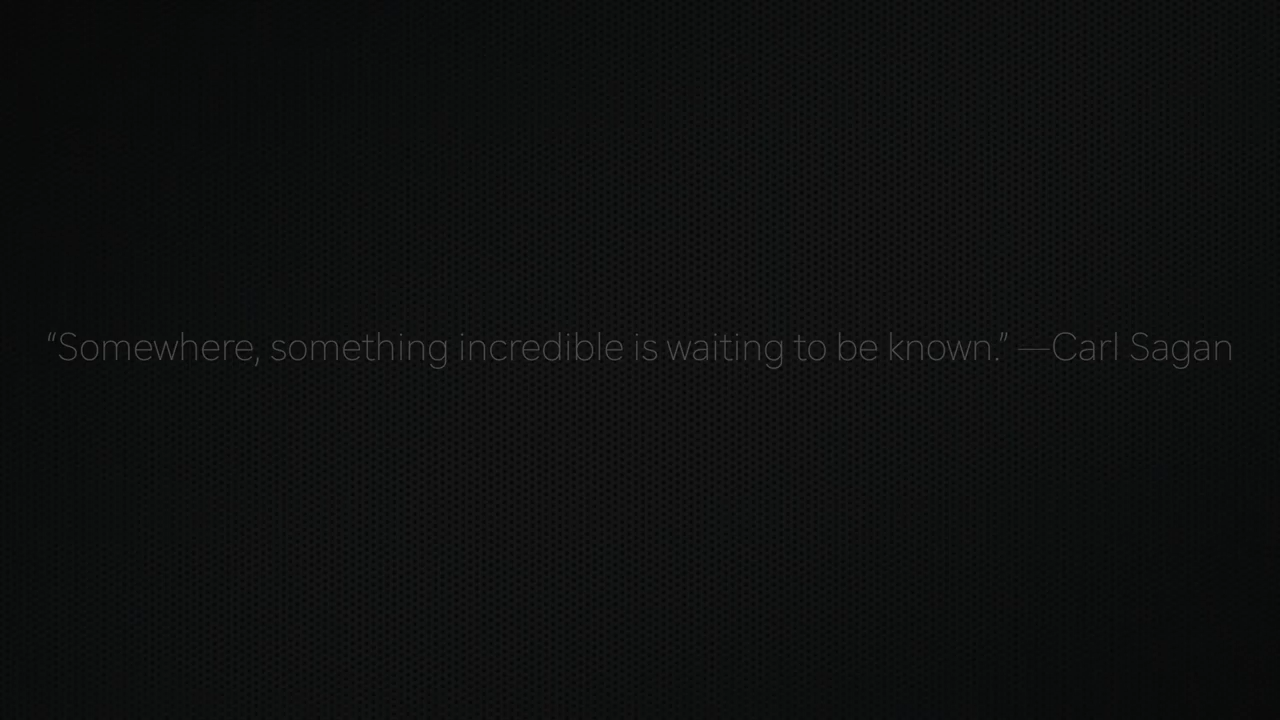 “Somewhere, something incredible is waiting to be known.” —Carl Sagan